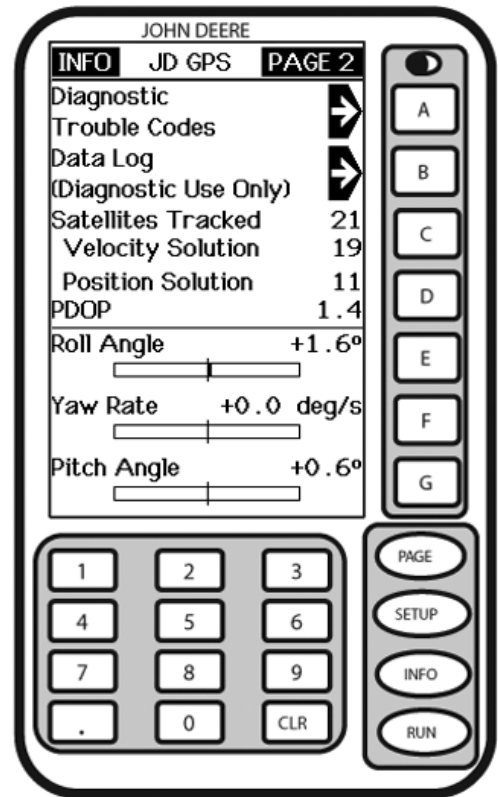 JOHN DEERE
INFO JD GPS PAGE 2
Diagnostic
Trouble Codes
Data Log
(Diagnostic Use Only)
Satellites Tracked 21
Velocity Solution 19
Position Solution 11
PDOP 1.4
Roll Angle +1.6º
Yaw Rate +0.0 deg/s
Pitch Angle +0.6º
A
B
C
D
E
F
G
PAGE
SETUP
INFO
RUN
1 2 3
4 5 6
7 8 9
. 0 CLR